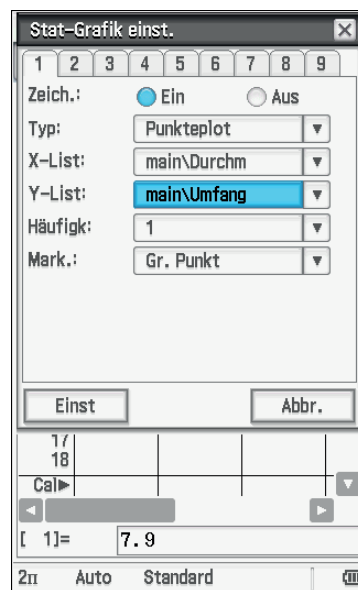 Stat-Grafik einst.
1 2 3 4 5 6 7 8 9
Zeich.: Ein Aus
Typ: Punkteplot
X-List: main\Durchm
Y-List: main\Umfang
Häufigk: 1
Mark.: Gr. Punkt
Einst Abbr.
17
18
Cal
[ 1]= 7.9
2π Auto Standard